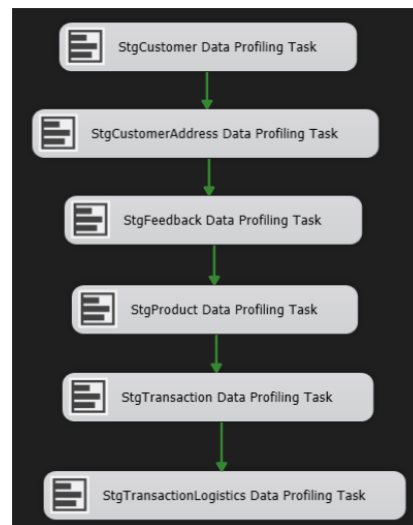 StgCustomer Data Profiling Task
StgCustomerAddress Data Profiling Task
StgFeedback Data Profiling Task
StgProduct Data Profiling Task
StgTransaction Data Profiling Task
StgTransactionLogistics Data Profiling Task